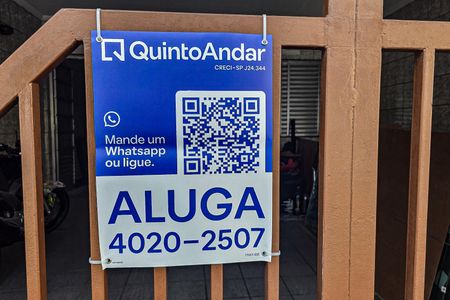 QuintoAndar
CRECI-SP J24.344
Mande um
Whatsapp
ou ligue.
ALUGA
4020-2507